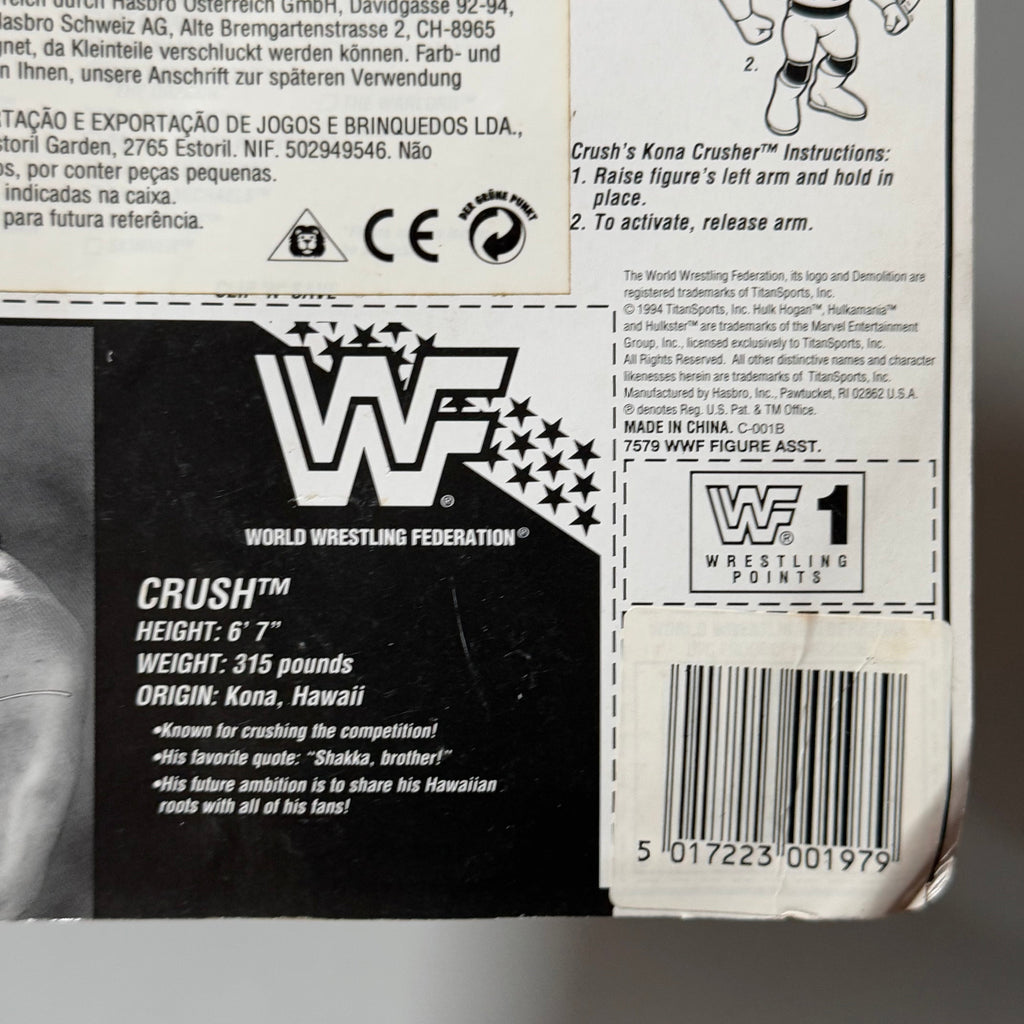 durch Hasbro Österreich GmbH, Davidgasse 92-94,
Hasbro Schweiz AG, Alte Bremgartenstrasse 2, CH-8965
gnet, da Kleinteile verschluckt werden können. Farb- und
n Ihnen, unsere Anschrift zur späteren Verwendung
TAÇÃO E EXPORTAÇÃO DE JOGOS E BRINQUEDOS LDA.,
storil Garden, 2765 Estoril. NIF. 502949546. Não
os, por conter peças pequenas.
indicadas na caixa.
para futura referência.
CE
DER GRÜNE PUNKT
2.
Crush's Kona Crusher™ Instructions:
1. Raise figure's left arm and hold in
place.
2. To activate, release arm.
The World Wrestling Federation, its logo and Demolition are
registered trademarks of TitanSports, Inc.
© 1994 TitanSports, Inc. Hulk Hogan™, Hulkamania™
and Hulkster™ are trademarks of the Marvel Entertainment
Group, Inc., licensed exclusively to TitanSports, Inc.
All Rights Reserved. All other distinctive names and character
likenesses herein are trademarks of TitanSports, Inc.
Manufactured by Hasbro, Inc., Pawtucket, RI 02862 U.S.A.
® denotes Reg. U.S. Pat. & TM Office.
MADE IN CHINA. C-001B
7579 WWF FIGURE ASST.
WWF® 1
WRESTLING
POINTS
WWF®
WORLD WRESTLING FEDERATION®
CRUSH™
HEIGHT: 6' 7"
WEIGHT: 315 pounds
ORIGIN: Kona, Hawaii
•Known for crushing the competition!
•His favorite quote: "Shakka, brother!"
•His future ambition is to share his Hawaiian
roots with all of his fans!
5 017223 001979